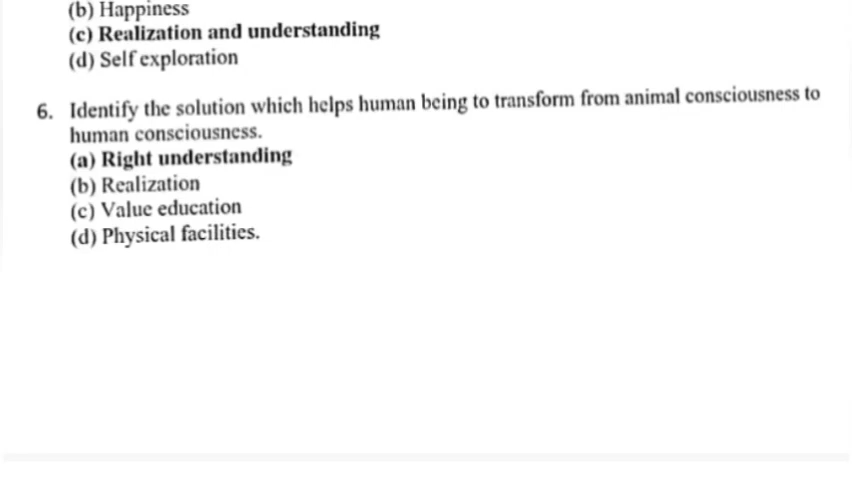 (b) Happiness
(c) Realization and understanding
(d) Self exploration
6. Identify the solution which helps human being to transform from animal consciousness to
human consciousness.
(a) Right understanding
(b) Realization
(c) Value education
(d) Physical facilities.